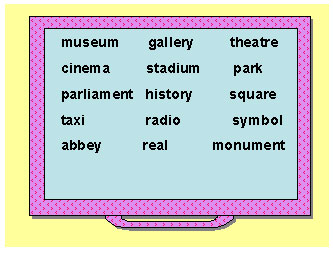 museum gallery theatre
cinema stadium park
parliament history square
taxi radio symbol
abbey real monument